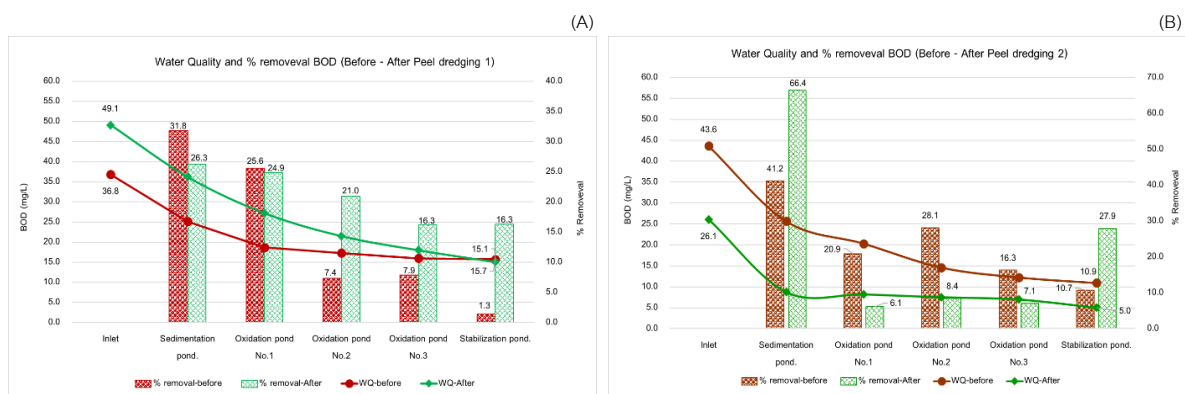 (A)
Water Quality and % removeval BOD (Before - After Peel dredging 1)
60.0
55.0
50.0
45.0
40.0
35.0
30.0
25.0
20.0
15.0
10.0
5.0
0.0
BOD (mg/L)
40.0
35.0
30.0
25.0
20.0
15.0
10.0
5.0
0.0
% Removeval
49.1
36.8
31.8
26.3
25.6
24.9
7.4
21.0
7.9
16.3
1.3
16.3
15.1
15.7
Inlet
Sedimentation pond.
Oxidation pond No.1
Oxidation pond No.2
Oxidation pond No.3
Stabilization pond.
% removal-before
% removal-After
WQ-before
WQ-After
(B)
Water Quality and % removeval BOD (Before - After Peel dredging 2)
60.0
55.0
50.0
45.0
40.0
35.0
30.0
25.0
20.0
15.0
10.0
5.0
0.0
BOD (mg/L)
70.0
60.0
50.0
40.0
30.0
20.0
10.0
0.0
% Removeval
43.6
26.1
41.2
66.4
20.9
6.1
28.1
8.4
16.3
7.1
10.7
27.9
10.9
5.0
Inlet
Sedimentation pond.
Oxidation pond No.1
Oxidation pond No.2
Oxidation pond No.3
Stabilization pond.
% removal-before
% removal-After
WQ-before
WQ-After